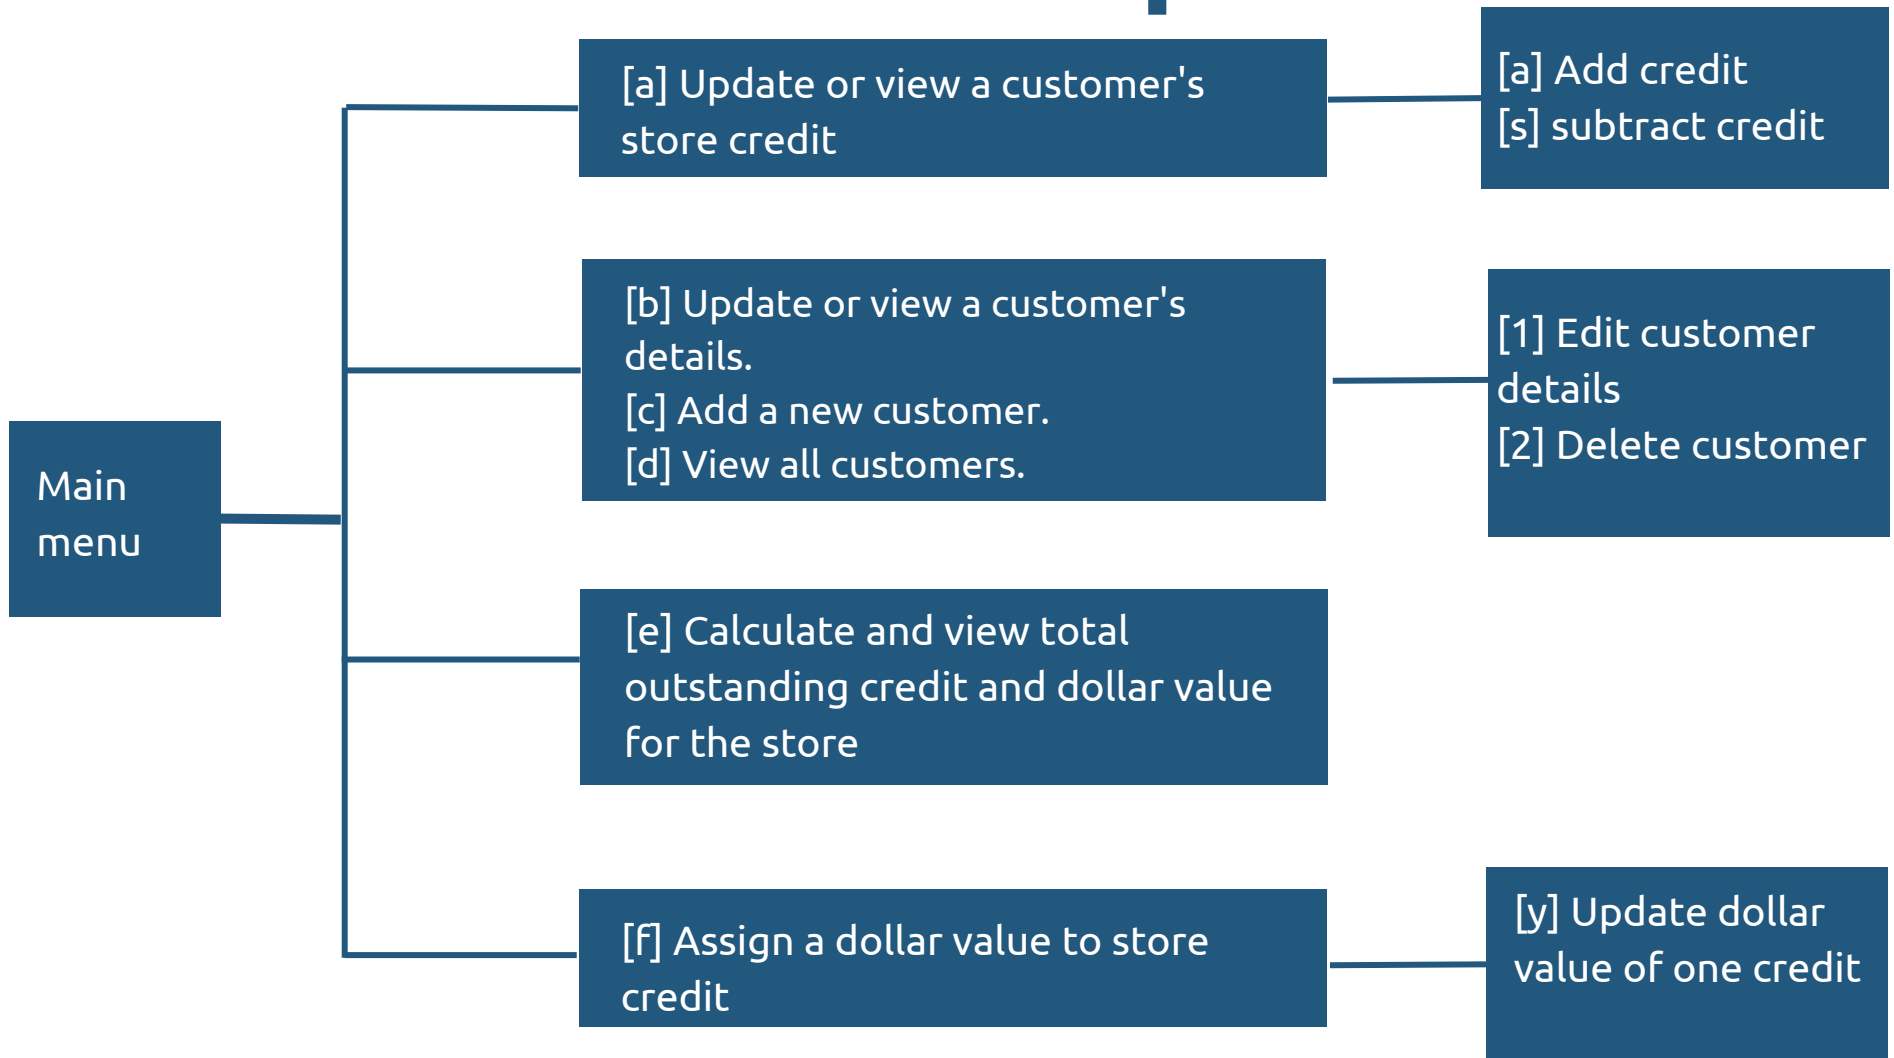 [a] Update or view a customer's
store credit
[a] Add credit
[s] subtract credit
[b] Update or view a customer's
details.
[c] Add a new customer.
[d] View all customers.
[1] Edit customer
details
[2] Delete customer
Main
menu
[e] Calculate and view total
outstanding credit and dollar value
for the store
[f] Assign a dollar value to store
credit
[y] Update dollar
value of one credit